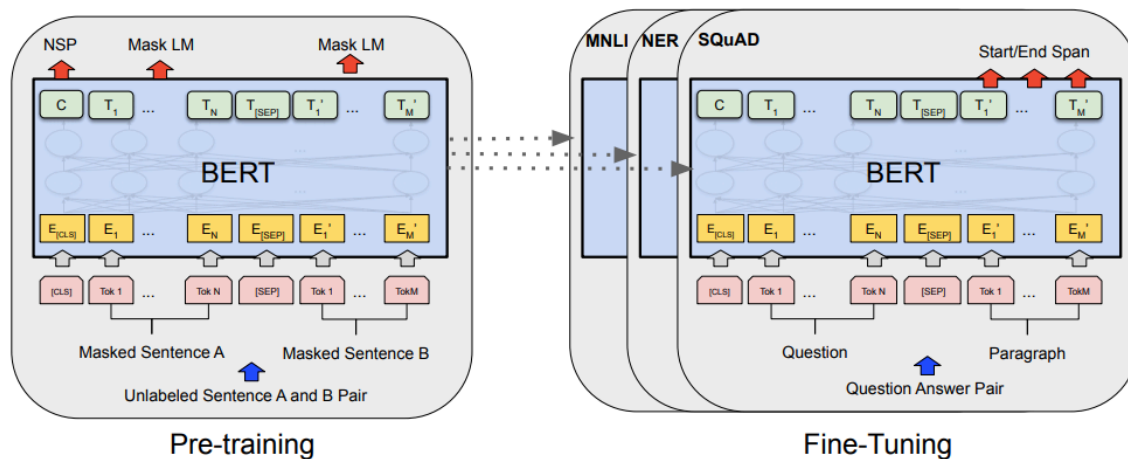 NSP Mask LM Mask LM
C T1 ... TN T[SEP] T1' ... TM'
...
BERT
...
E[CLS] E1 ... EN E[SEP] E1' ... EM'
[CLS] Tok 1 ... Tok N [SEP] Tok 1 ... TokM
Masked Sentence A Masked Sentence B
Unlabeled Sentence A and B Pair
Pre-training
MNLI NER SQuAD
Start/End Span
C T1 ... TN T[SEP] T1' ... TM'
...
BERT
...
E[CLS] E1 ... EN E[SEP] E1' ... EM'
[CLS] Tok 1 ... Tok N [SEP] Tok 1 ... TokM
Question Paragraph
Question Answer Pair
Fine-Tuning